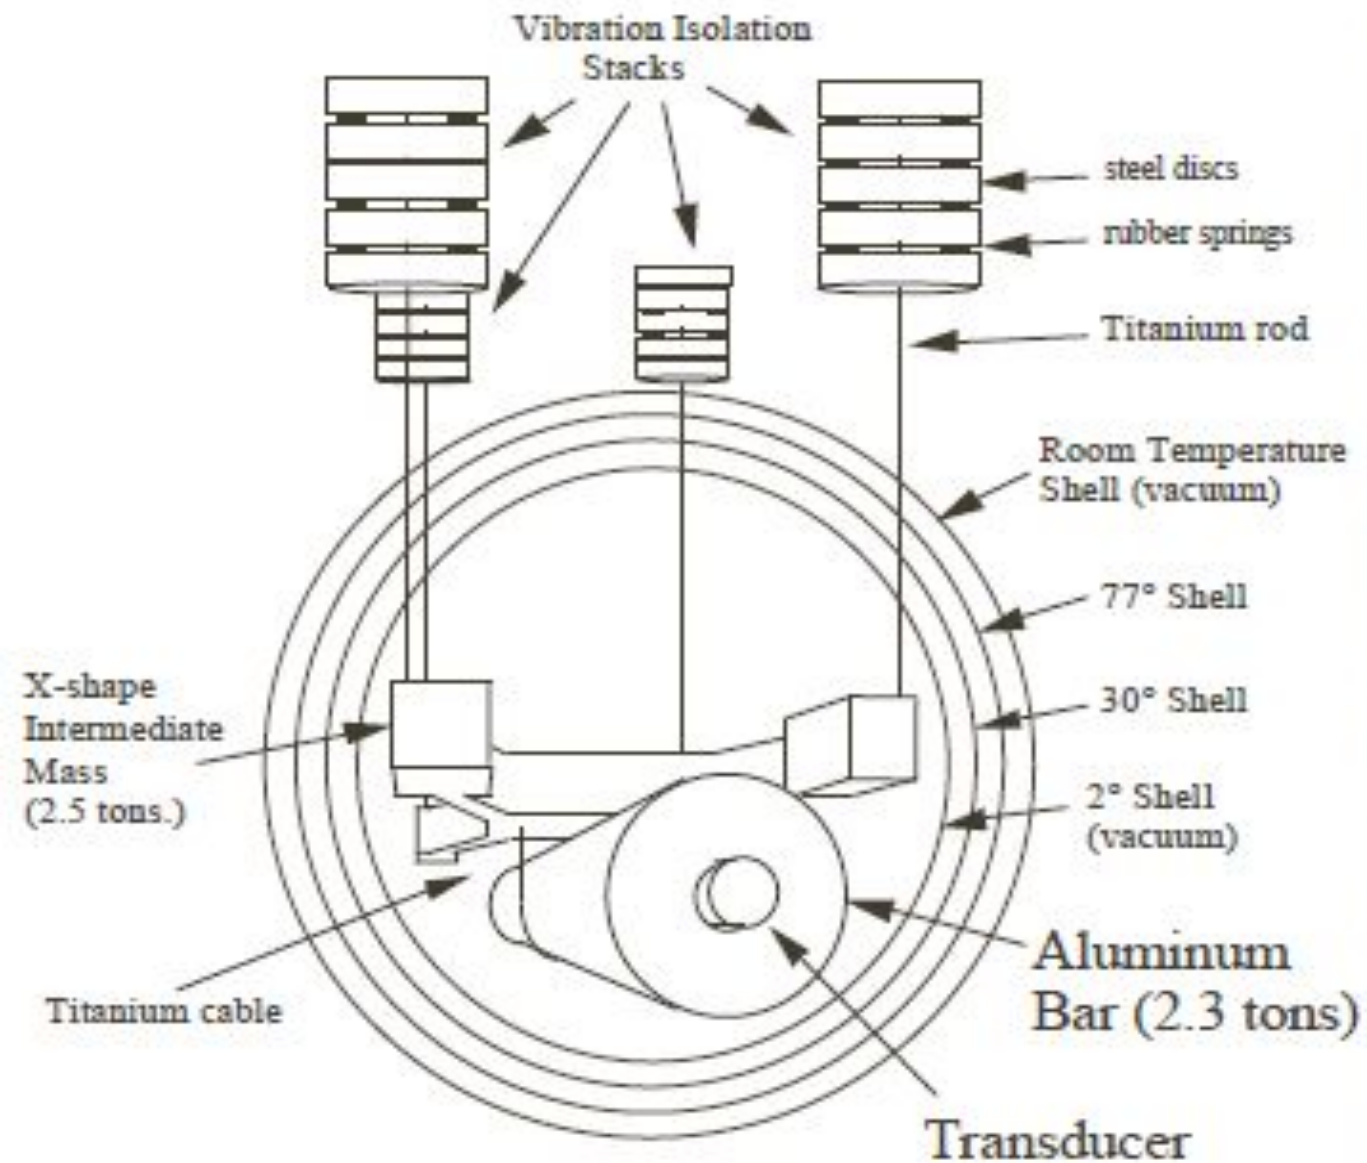 Vibration Isolation
Stacks
steel discs
rubber springs
Titanium rod
Room Temperature
Shell (vacuum)
77° Shell
30° Shell
2° Shell
(vacuum)
X-shape
Intermediate
Mass
(2.5 tons.)
Titanium cable
Aluminum
Bar (2.3 tons)
Transducer